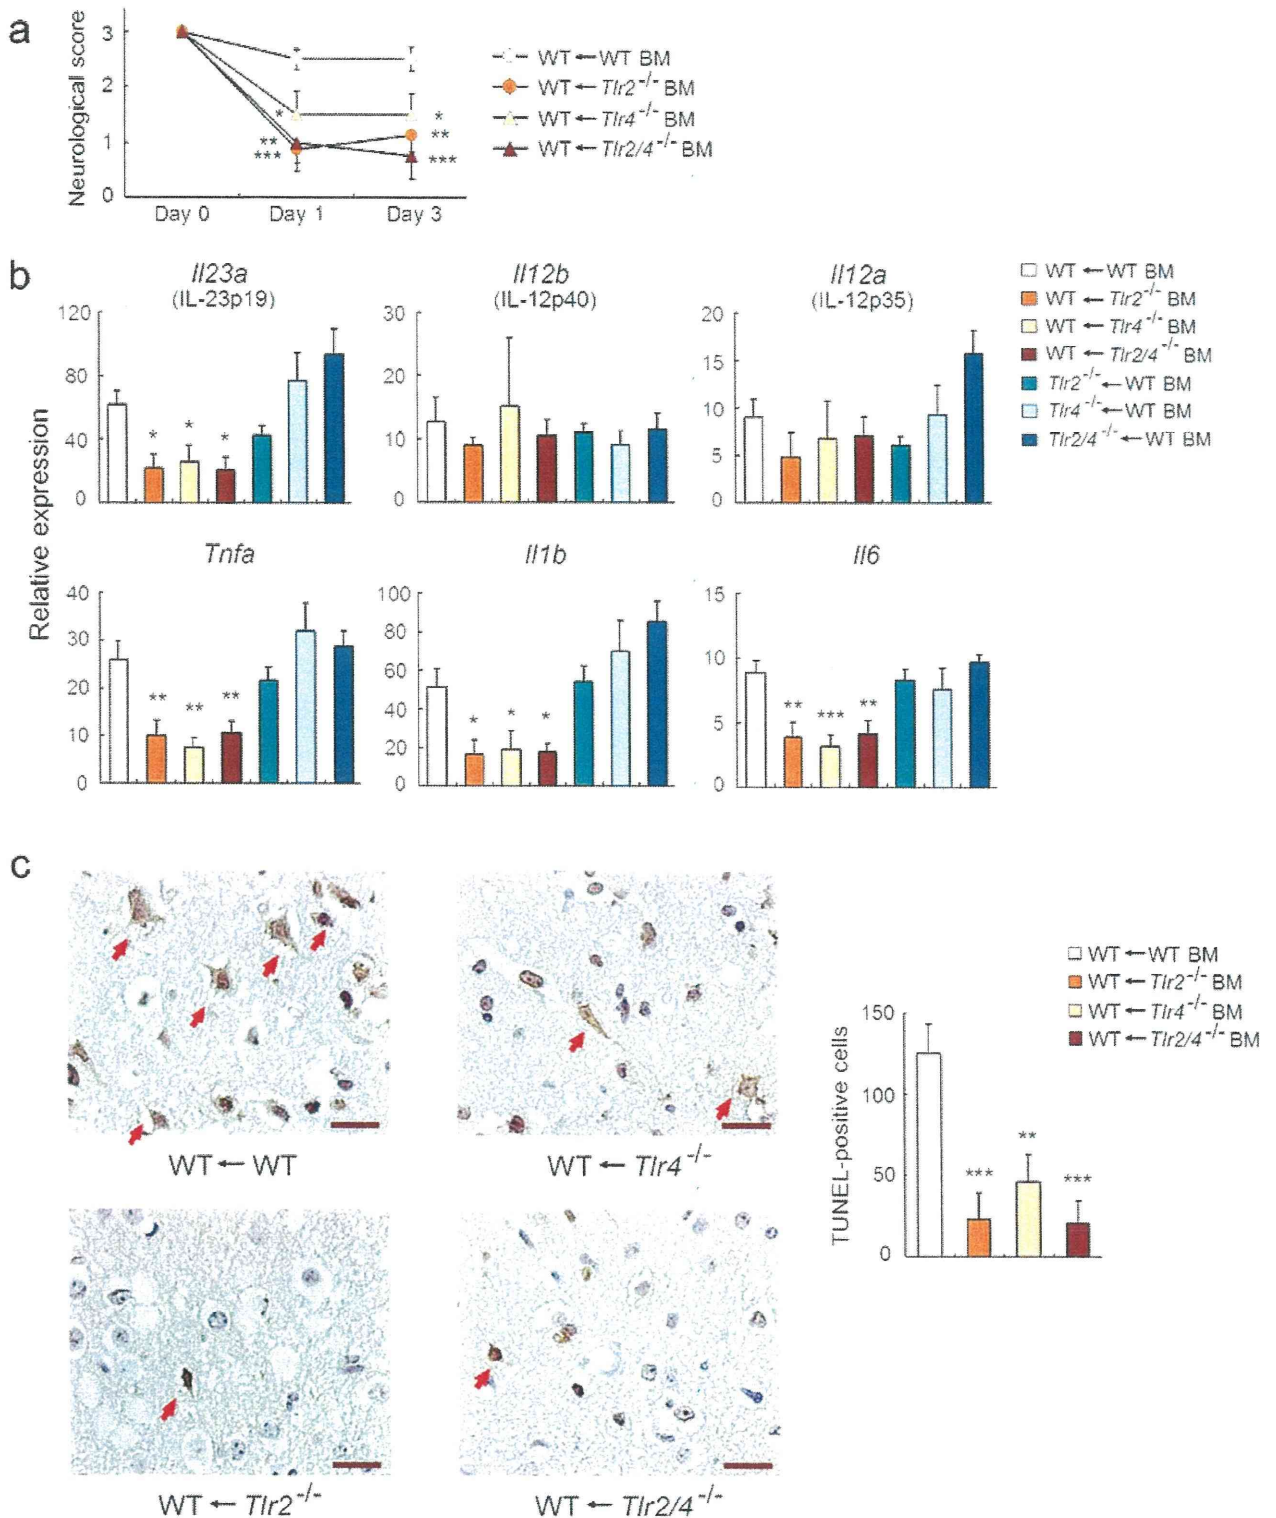 a
Neurological score
3
2
1
0
*
**
***
*
**
***
Day 0
Day 1
Day 3
WT ← WT BM
WT ← Tlr2-/- BM
WT ← Tlr4-/- BM
WT ← Tlr2/4-/- BM
b
Relative expression
Il23a
(IL-23p19)
120
80
40
0
* * *
Il12b
(IL-12p40)
30
20
10
0
Il12a
(IL-12p35)
20
15
10
5
0
WT ← WT BM
WT ← Tlr2-/- BM
WT ← Tlr4-/- BM
WT ← Tlr2/4-/- BM
Tlr2-/- ← WT BM
Tlr4-/- ← WT BM
Tlr2/4-/- ← WT BM
Tnfa
40
30
20
10
0
** ** **
Il1b
100
80
60
40
20
0
* * *
Il6
15
10
5
0
** *** **
c
WT ← WT
WT ← Tlr4-/-
WT ← Tlr2-/-
WT ← Tlr2/4-/-
WT ← WT BM
WT ← Tlr2-/- BM
WT ← Tlr4-/- BM
WT ← Tlr2/4-/- BM
TUNEL-positive cells
150
100
50
0
*** ** ***